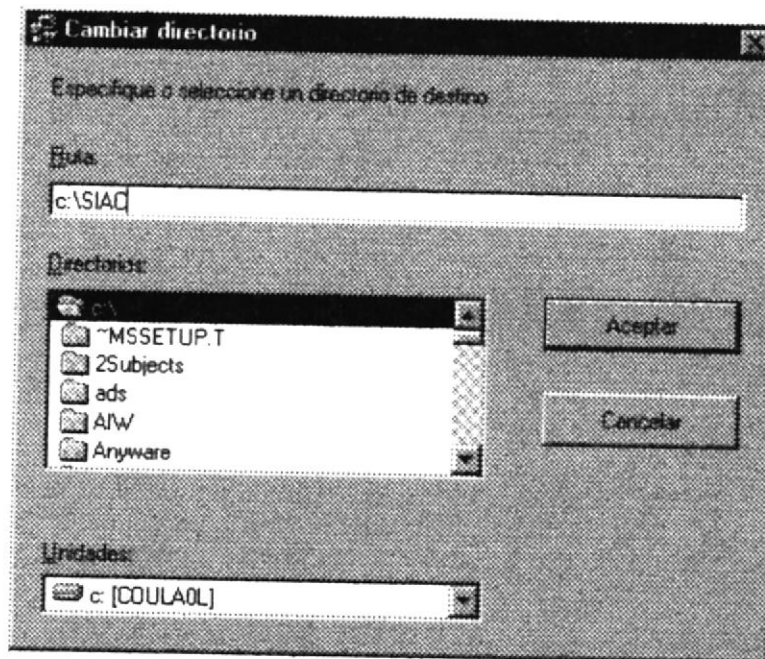 Cambiar directorio
Especifique o seleccione un directorio de destino
Ruta:
c:\SIAC
Directorios:
c:\
~MSSETUP.T
2Subjects
ads
AIW
Anyware
Aceptar
Cancelar
Unidades:
c: [COULA0L]